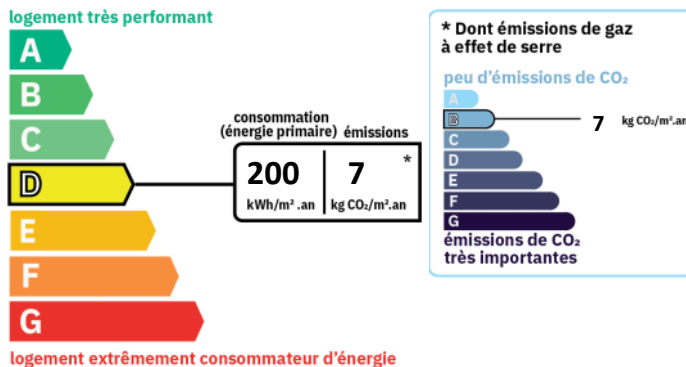 logement très performant
A
B
C
D
E
F
G
consommation
(énergie primaire) émissions
200 7 *
kWh/m².an kg CO₂/m².an
logement extrêmement consommateur d'énergie
* Dont émissions de gaz
à effet de serre
peu d'émissions de CO₂
A
B 7 kg CO₂/m².an
C
D
E
F
G
émissions de CO₂
très importantes